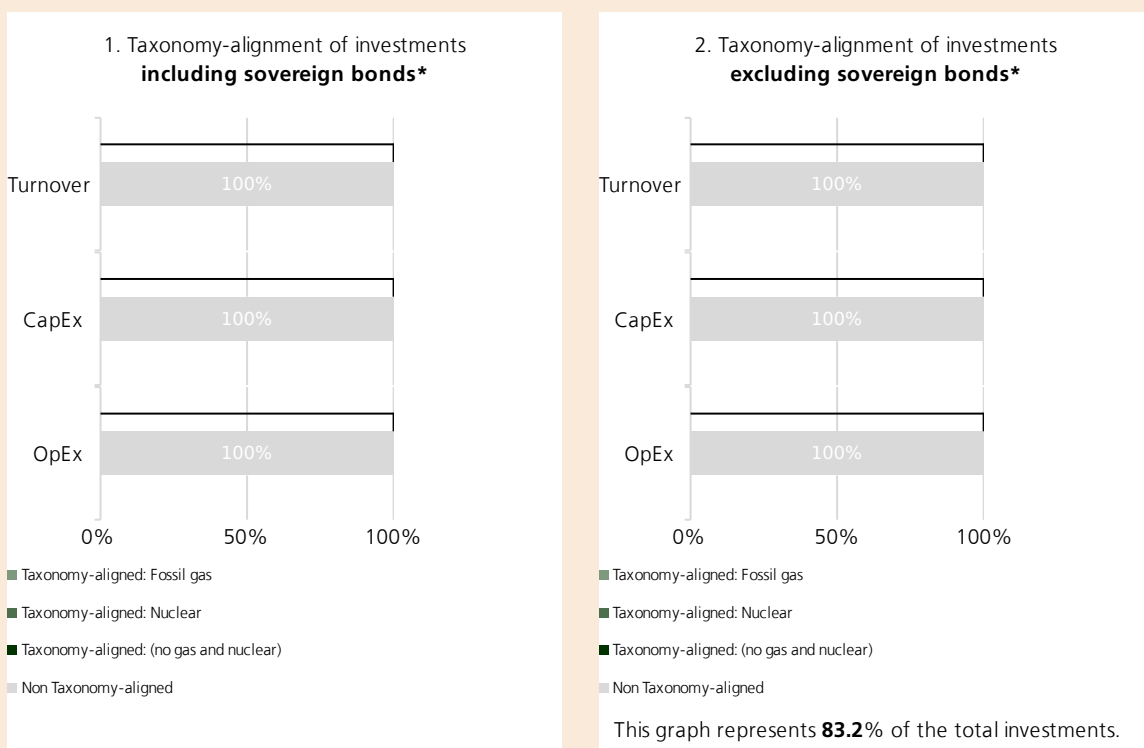 1. Taxonomy-alignment of investments
including sovereign bonds*
Turnover
100%
CapEx
100%
OpEx
100%
0% 50% 100%
Taxonomy-aligned: Fossil gas
Taxonomy-aligned: Nuclear
Taxonomy-aligned: (no gas and nuclear)
Non Taxonomy-aligned
2. Taxonomy-alignment of investments
excluding sovereign bonds*
Turnover
100%
CapEx
100%
OpEx
100%
0% 50% 100%
Taxonomy-aligned: Fossil gas
Taxonomy-aligned: Nuclear
Taxonomy-aligned: (no gas and nuclear)
Non Taxonomy-aligned
This graph represents 83.2% of the total investments.